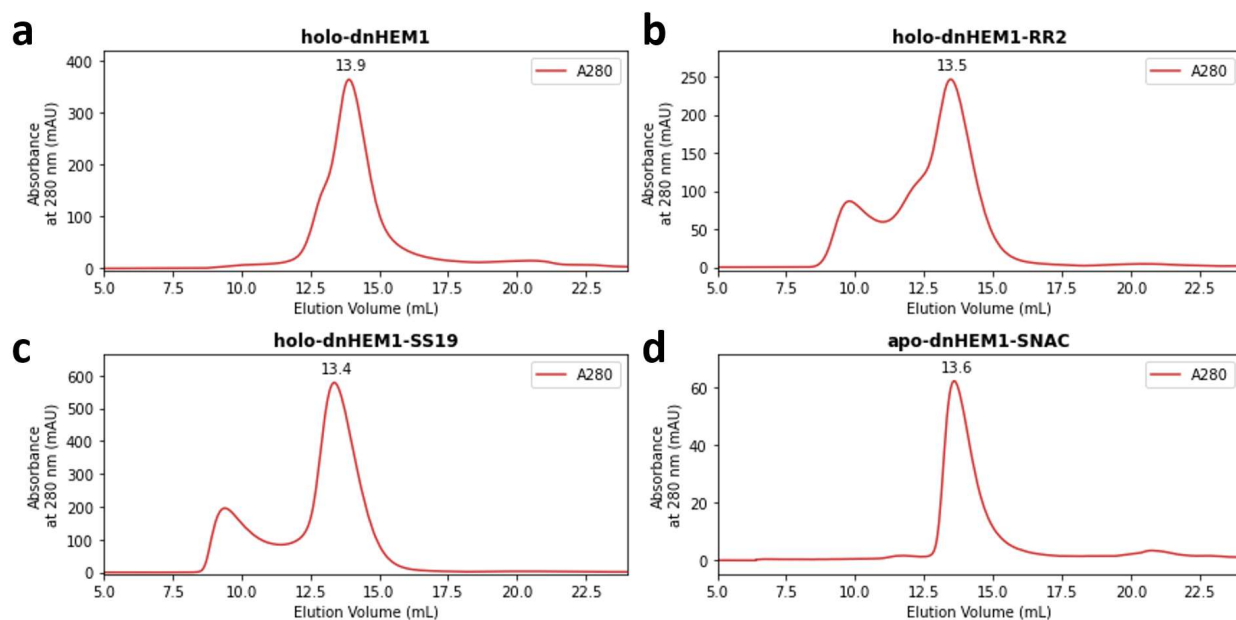 a
holo-dnHEM1
13.9
A280
Absorbance
at 280 nm (mAU)
400
300
200
100
0
5.0 7.5 10.0 12.5 15.0 17.5 20.0 22.5
Elution Volume (mL)
b
holo-dnHEM1-RR2
13.5
A280
Absorbance
at 280 nm (mAU)
250
200
150
100
50
0
5.0 7.5 10.0 12.5 15.0 17.5 20.0 22.5
Elution Volume (mL)
c
holo-dnHEM1-SS19
13.4
A280
Absorbance
at 280 nm (mAU)
600
500
400
300
200
100
0
5.0 7.5 10.0 12.5 15.0 17.5 20.0 22.5
Elution Volume (mL)
d
apo-dnHEM1-SNAC
13.6
A280
Absorbance
at 280 nm (mAU)
60
40
20
0
5.0 7.5 10.0 12.5 15.0 17.5 20.0 22.5
Elution Volume (mL)